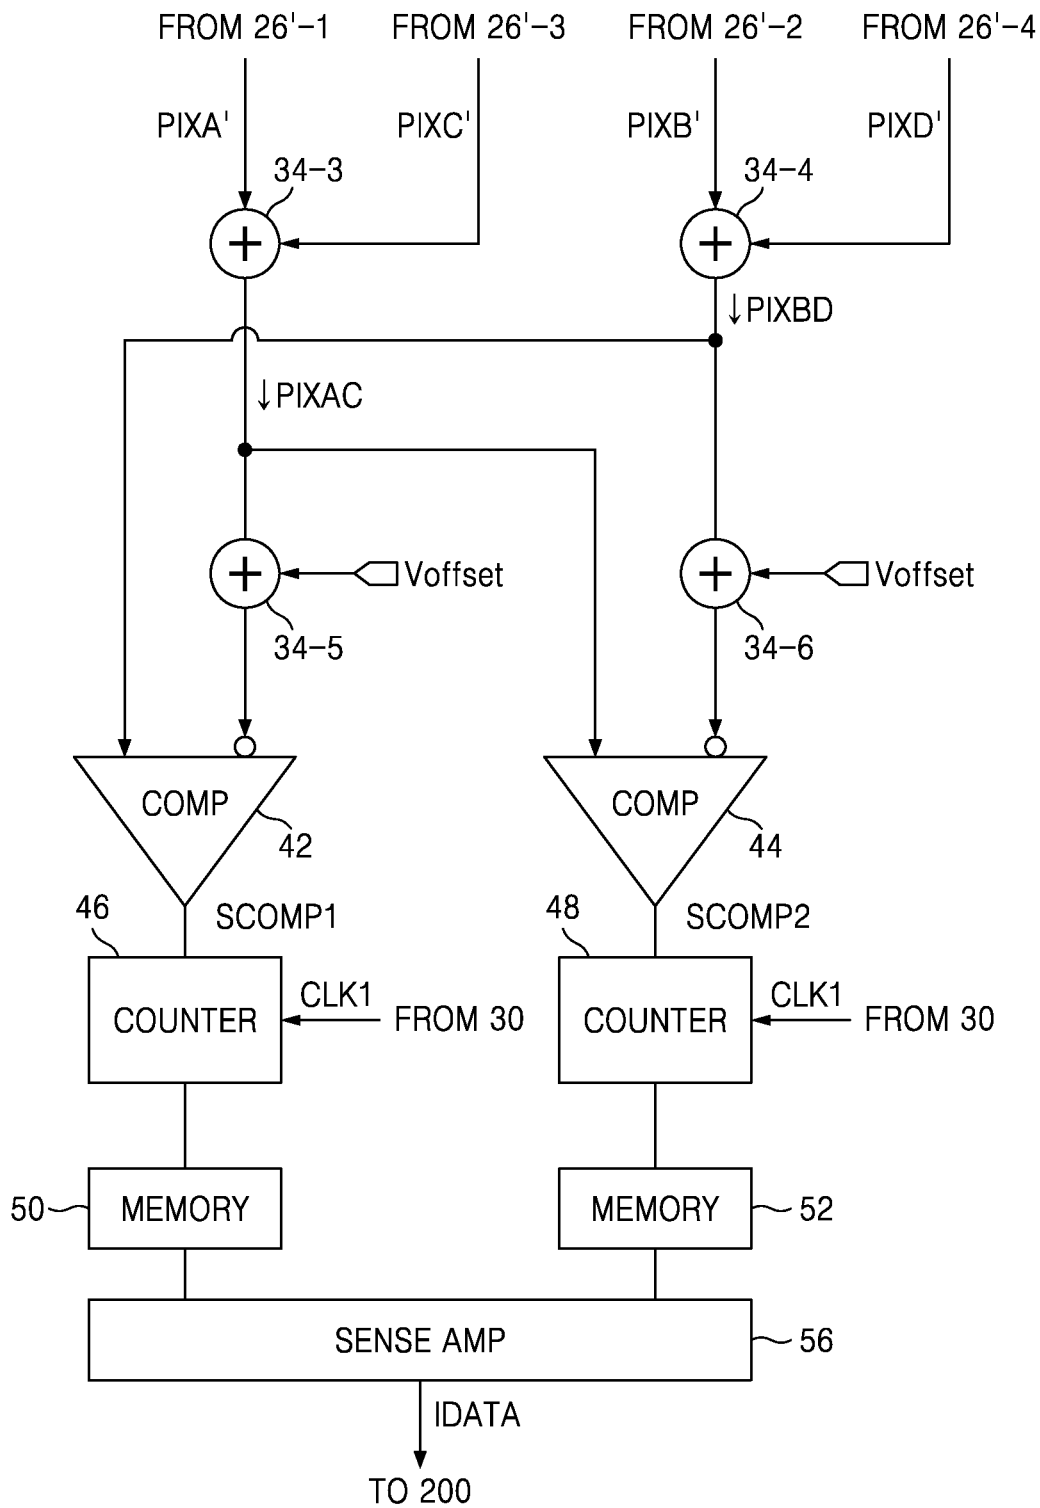 FROM 26'-1 FROM 26'-3 FROM 26'-2 FROM 26'-4
PIXA' PIXC' PIXB' PIXD'
34-3 34-4
+ +
↓PIXBD
↓PIXAC
+ Voffset + Voffset
34-5 34-6
COMP COMP
42 44
46 SCOMP1 48 SCOMP2
CLK1 CLK1
COUNTER FROM 30 COUNTER FROM 30
50 MEMORY MEMORY 52
SENSE AMP 56
IDATA
TO 200